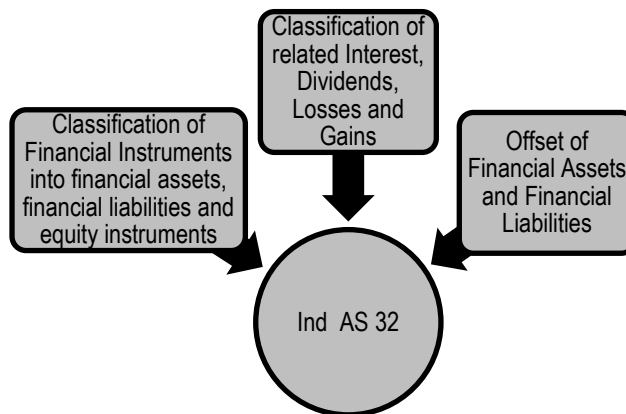 Classification of
Financial Instruments
into financial assets,
financial liabilities and
equity instruments
Classification of
related Interest,
Dividends,
Losses and
Gains
Offset of
Financial Assets
and Financial
Liabilities
Ind AS 32